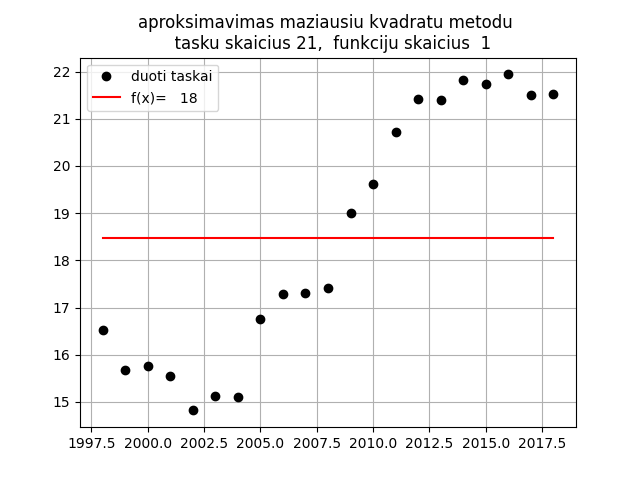 aproksimavimas maziausiu kvadratu metodu
tasku skaicius 21,  funkciju skaicius  1
duoti taskai
f(x)=   18
22
21
20
19
18
17
16
15
1997.5 2000.0 2002.5 2005.0 2007.5 2010.0 2012.5 2015.0 2017.5